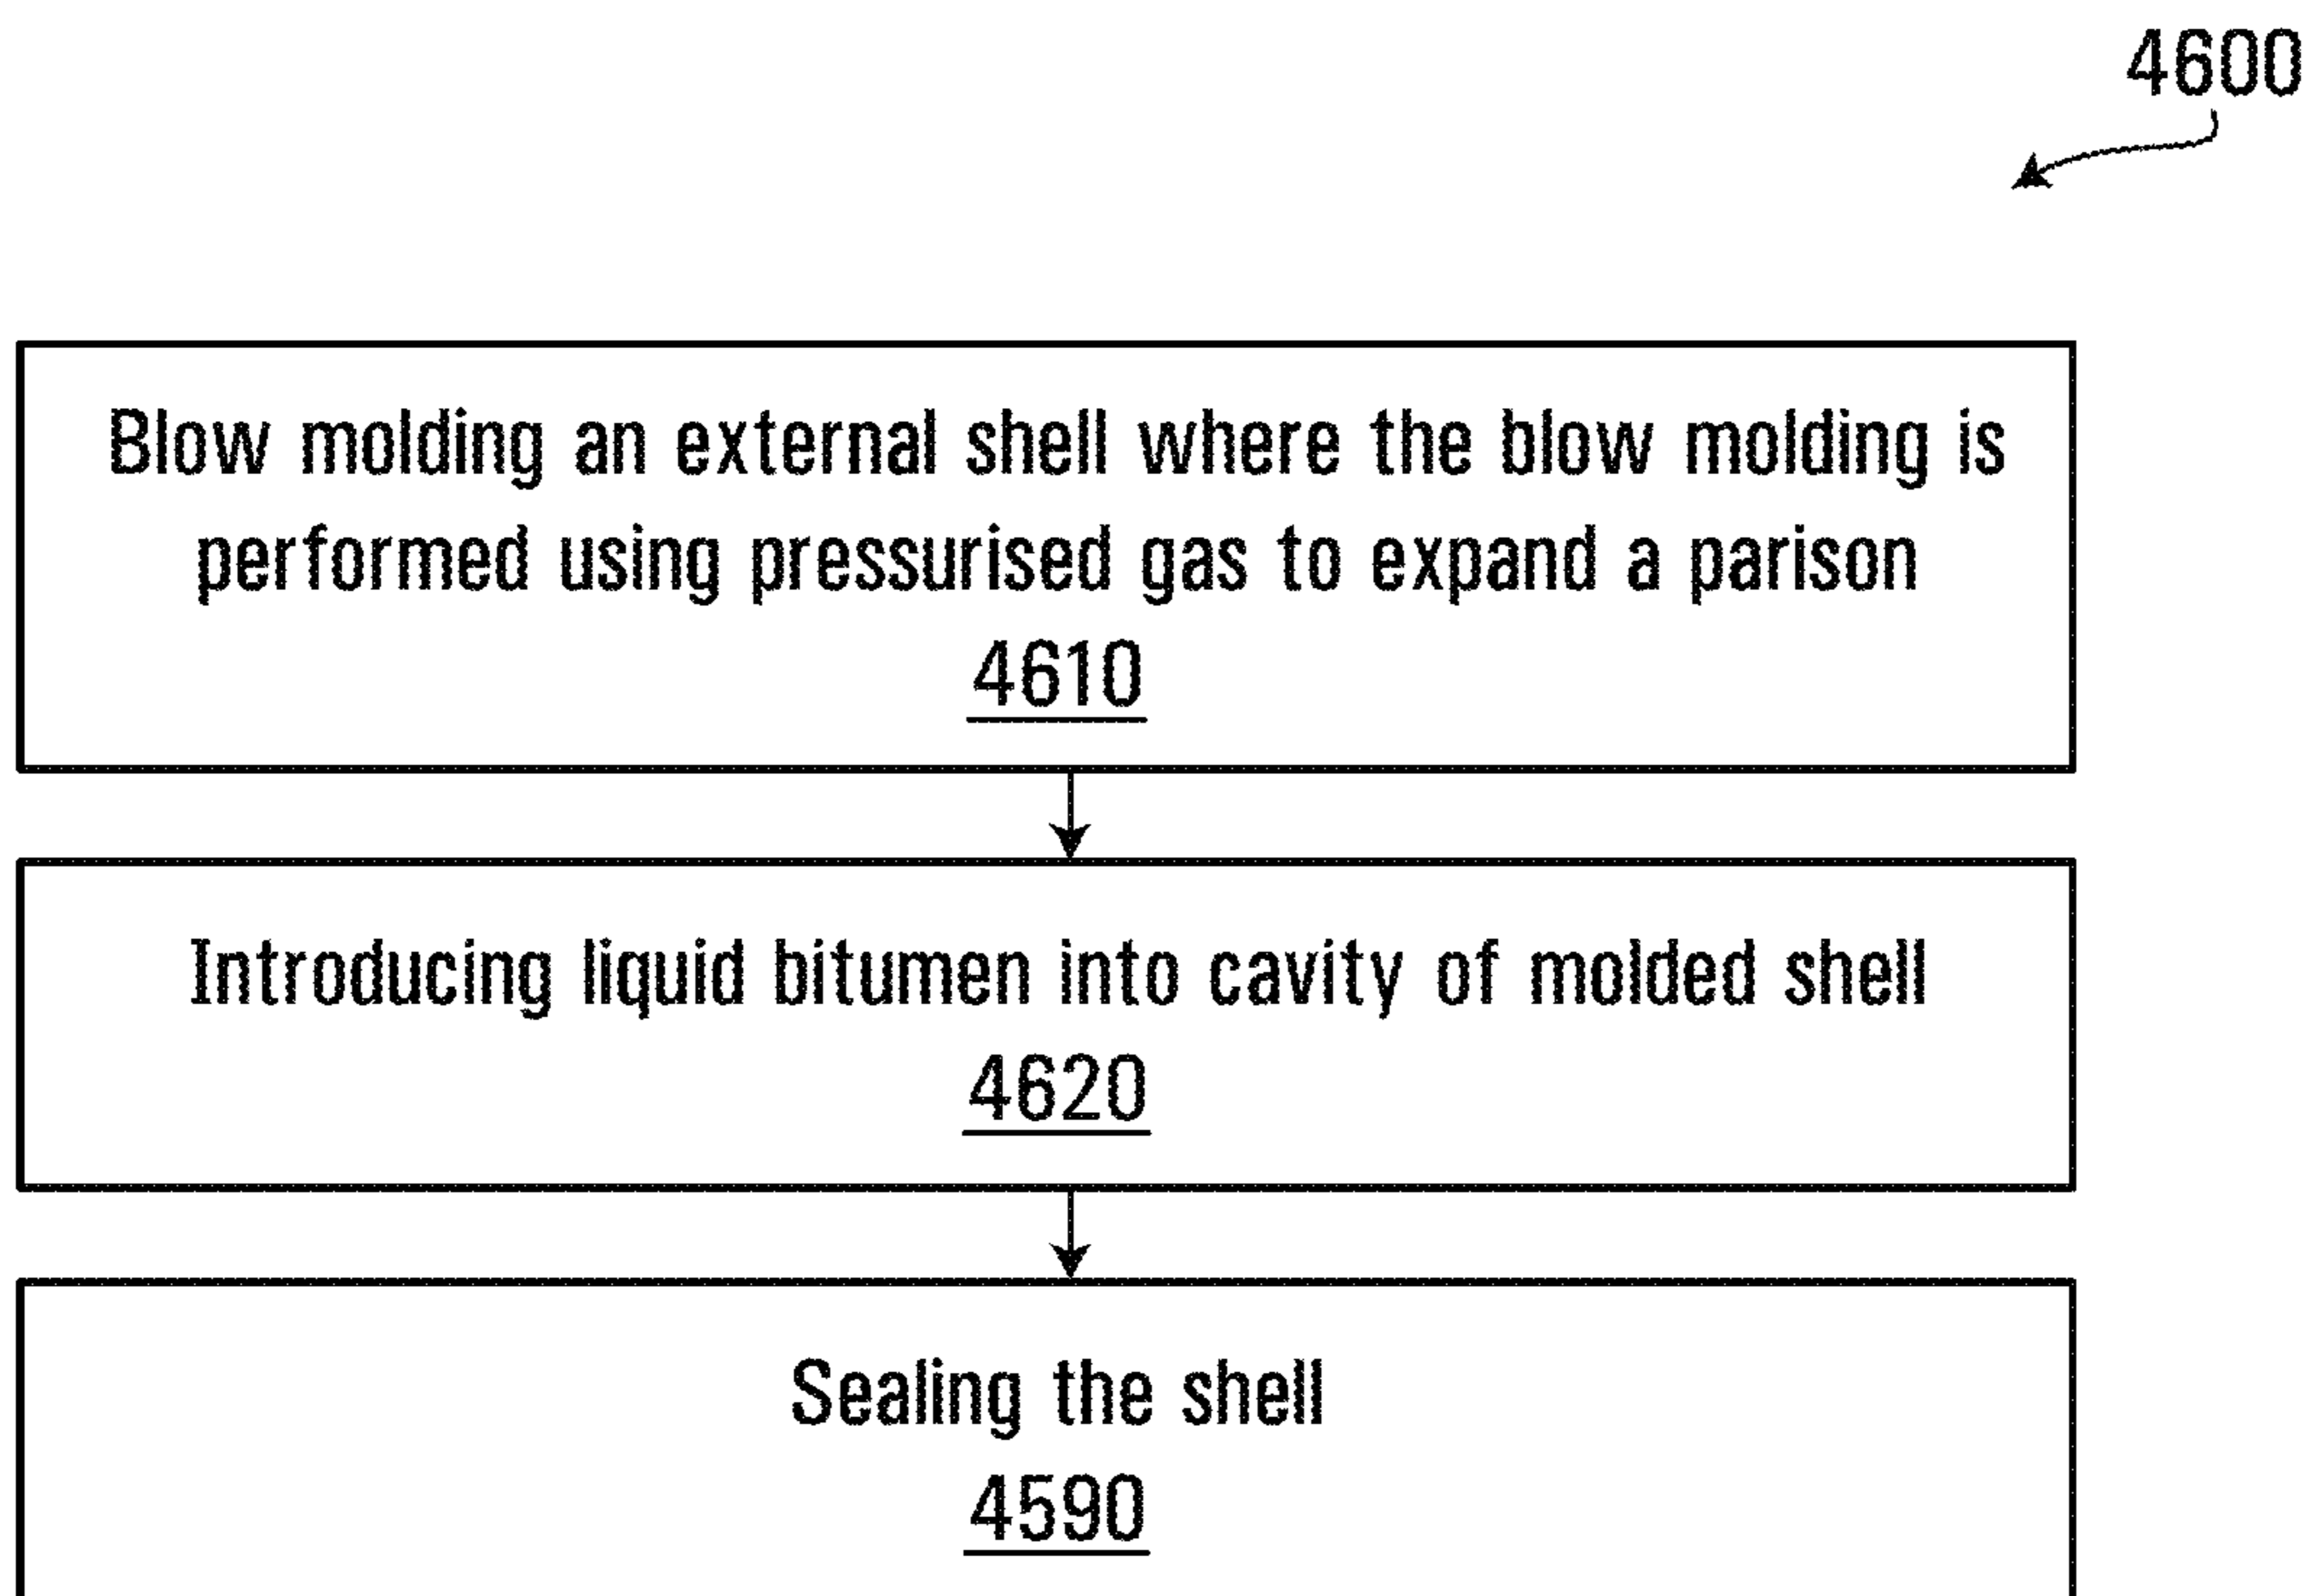 4600
Blow molding an external shell where the blow molding is
performed using pressurised gas to expand a parison
4610
Introducing liquid bitumen into cavity of molded shell
4620
Sealing the shell
4590